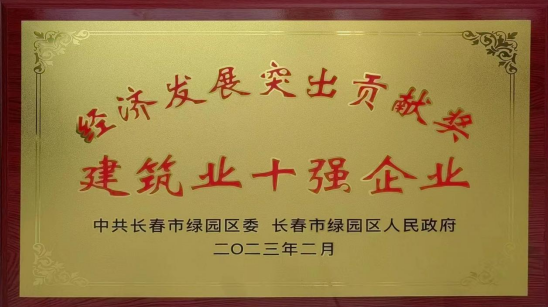 经济发展突出贡献奖
建筑业十强企业
中共长春市绿园区委 长春市绿园区人民政府
二〇二三年二月